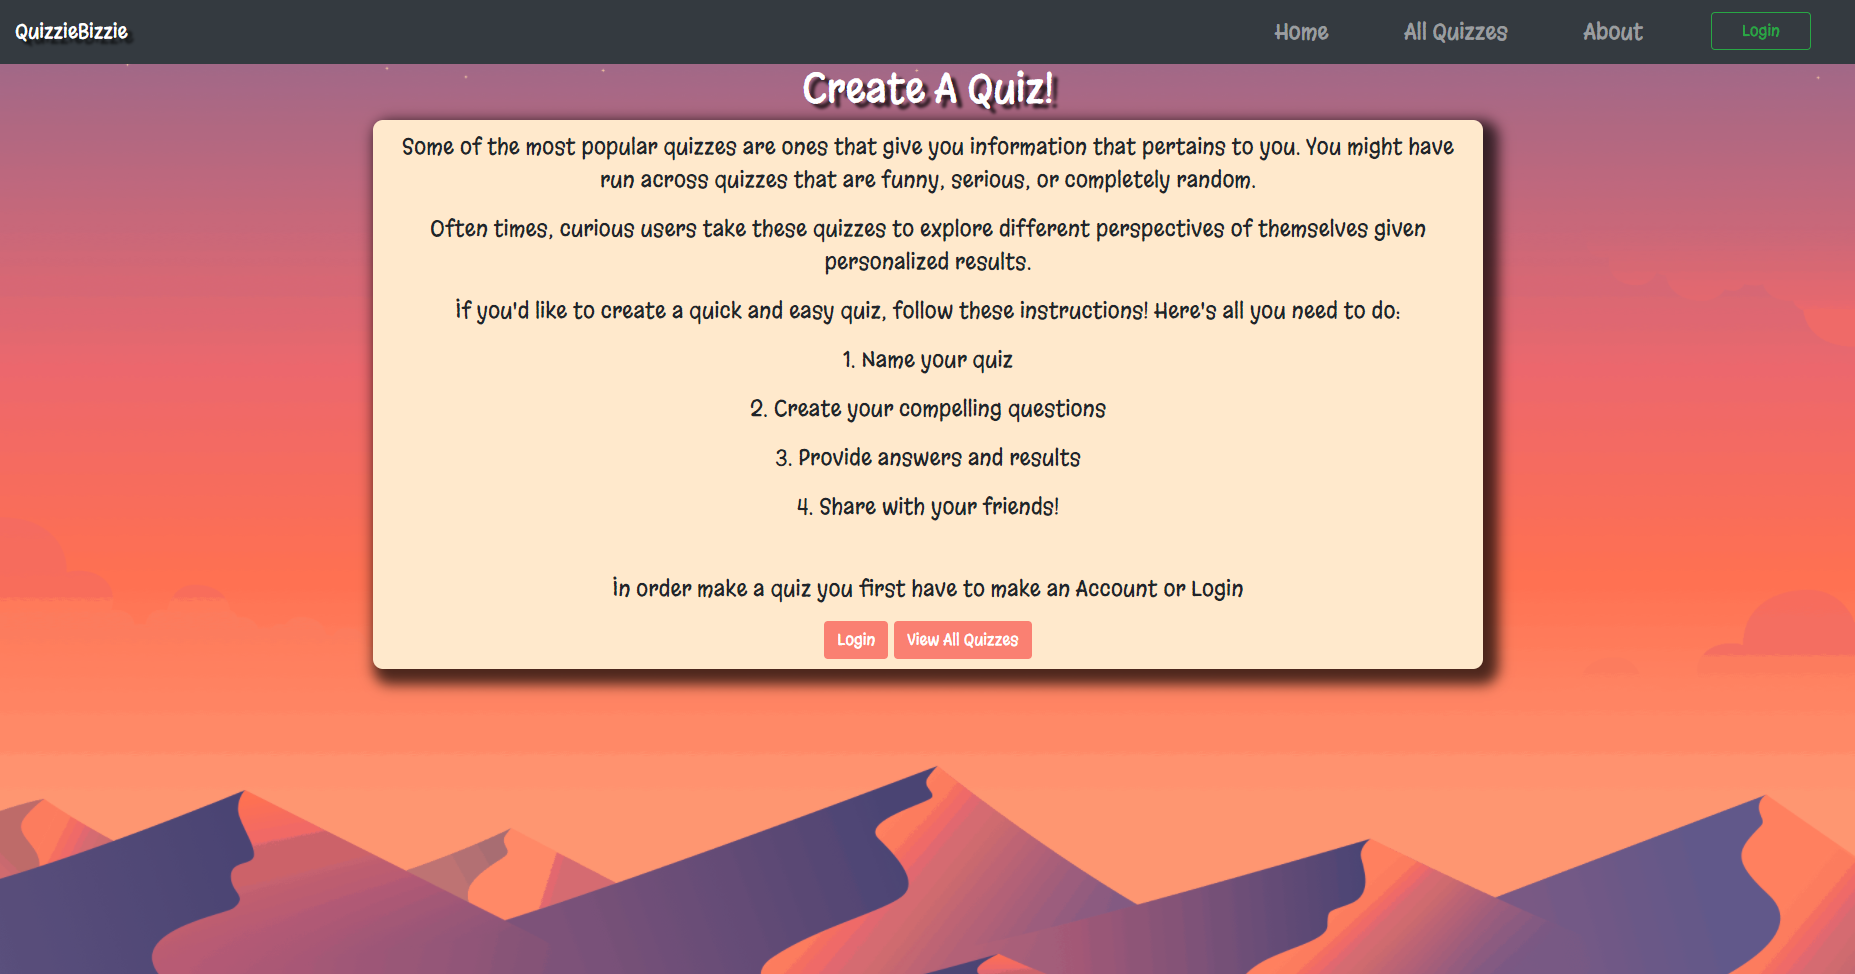 QuizzieBizzie
Home
All Quizzes
About
Login
Create A Quiz!
Some of the most popular quizzes are ones that give you information that pertains to you. You might have
run across quizzes that are funny, serious, or completely random.
Often times, curious users take these quizzes to explore different perspectives of themselves given
personalized results.
If you'd like to create a quick and easy quiz, follow these instructions! Here's all you need to do:
1. Name your quiz
2. Create your compelling questions
3. Provide answers and results
4. Share with your friends!
In order make a quiz you first have to make an Account or Login
Login
View All Quizzes